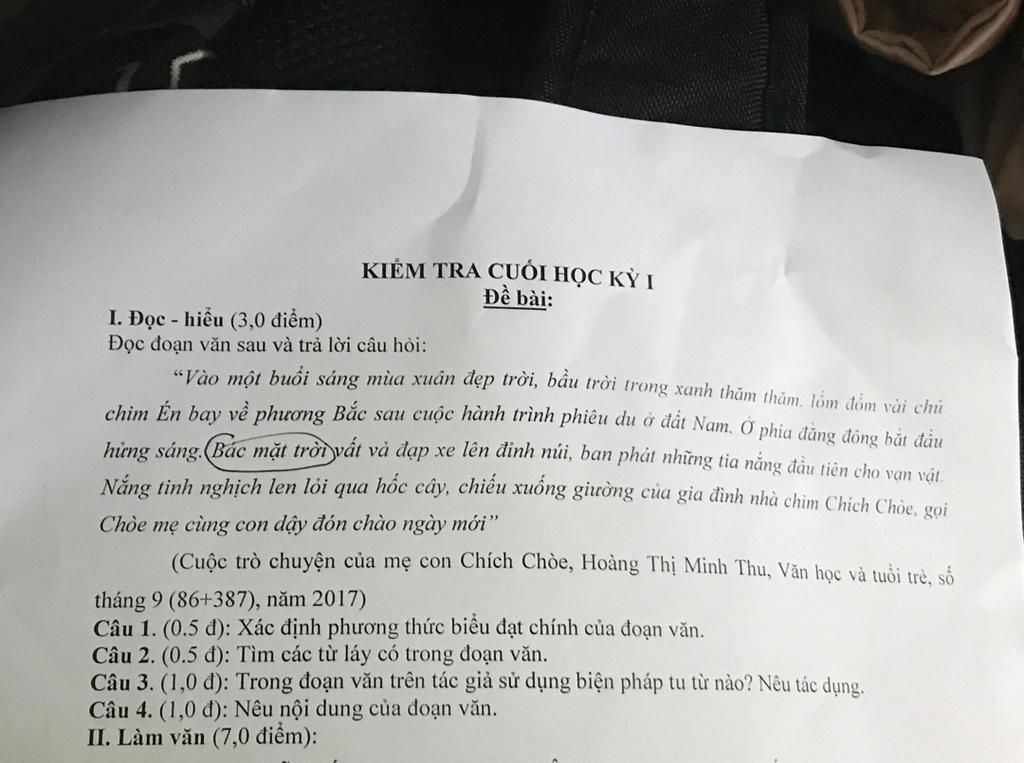 KIỂM TRA CUỐI HỌC KỲ I
Đề bài:
I. Đọc - hiểu (3,0 điểm)
Đọc đoạn văn sau và trả lời câu hỏi:
“Vào một buổi sáng mùa xuân đẹp trời, bầu trời trong xanh thăm thẳm. lốm đốm vài chú
chim Én bay về phương Bắc sau cuộc hành trình phiêu du ở đất Nam. Ở phía đằng đông bắt đầu
hửng sáng. Bác mặt trời vất vả đạp xe lên đỉnh núi, ban phát những tia nắng đầu tiên cho vạn vật.
Nắng tinh nghịch len lỏi qua hốc cây, chiếu xuống giường của gia đình nhà chim Chích Chòe, gọi
Chòe mẹ cùng con dậy đón chào ngày mới”
(Cuộc trò chuyện của mẹ con Chích Chòe, Hoàng Thị Minh Thu, Văn học và tuổi trẻ, số
tháng 9 (86+387), năm 2017)
Câu 1. (0.5 đ): Xác định phương thức biểu đạt chính của đoạn văn.
Câu 2. (0.5 đ): Tìm các từ láy có trong đoạn văn.
Câu 3. (1,0 đ): Trong đoạn văn trên tác giả sử dụng biện pháp tu từ nào? Nêu tác dụng.
Câu 4. (1,0 đ): Nêu nội dung của đoạn văn.
II. Làm văn (7,0 điểm):